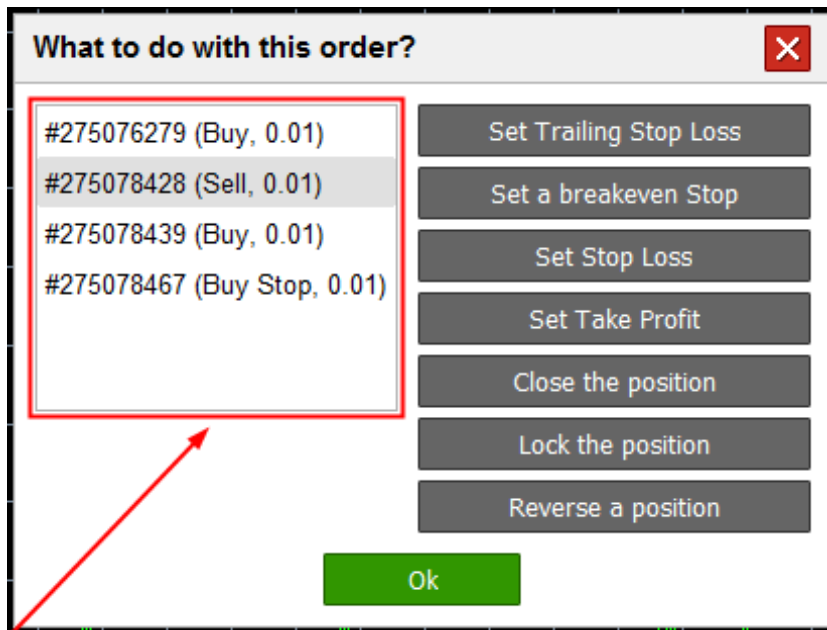 What to do with this order?
#275076279 (Buy, 0.01)
#275078428 (Sell, 0.01)
#275078439 (Buy, 0.01)
#275078467 (Buy Stop, 0.01)
Set Trailing Stop Loss
Set a breakeven Stop
Set Stop Loss
Set Take Profit
Close the position
Lock the position
Reverse a position
Ok